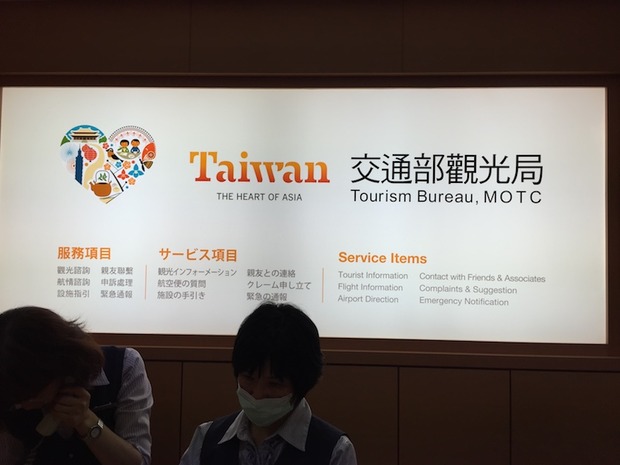 Taiwan
THE HEART OF ASIA
交通部觀光局
Tourism Bureau, MOTC
服務項目
觀光諮詢 親友聯繫
航情諮詢 申訴處理
設施指引 緊急通報
サービス項目
観光インフォーメーション 親友との連絡
航空便の質問 クレーム申し立て
施設の手引き 緊急の通報
Service Items
Tourist Information Contact with Friends & Associates
Flight Information Complaints & Suggestion
Airport Direction Emergency Notification